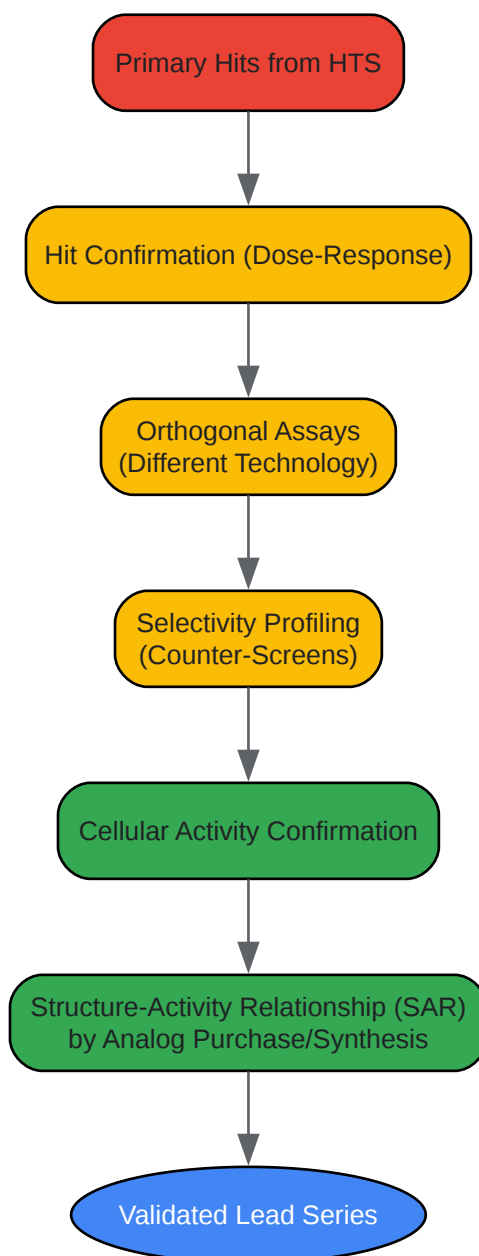 Primary Hits from HTS
Hit Confirmation (Dose-Response)
Orthogonal Assays
(Different Technology)
Selectivity Profiling
(Counter-Screens)
Cellular Activity Confirmation
Structure-Activity Relationship (SAR)
by Analog Purchase/Synthesis
Validated Lead Series